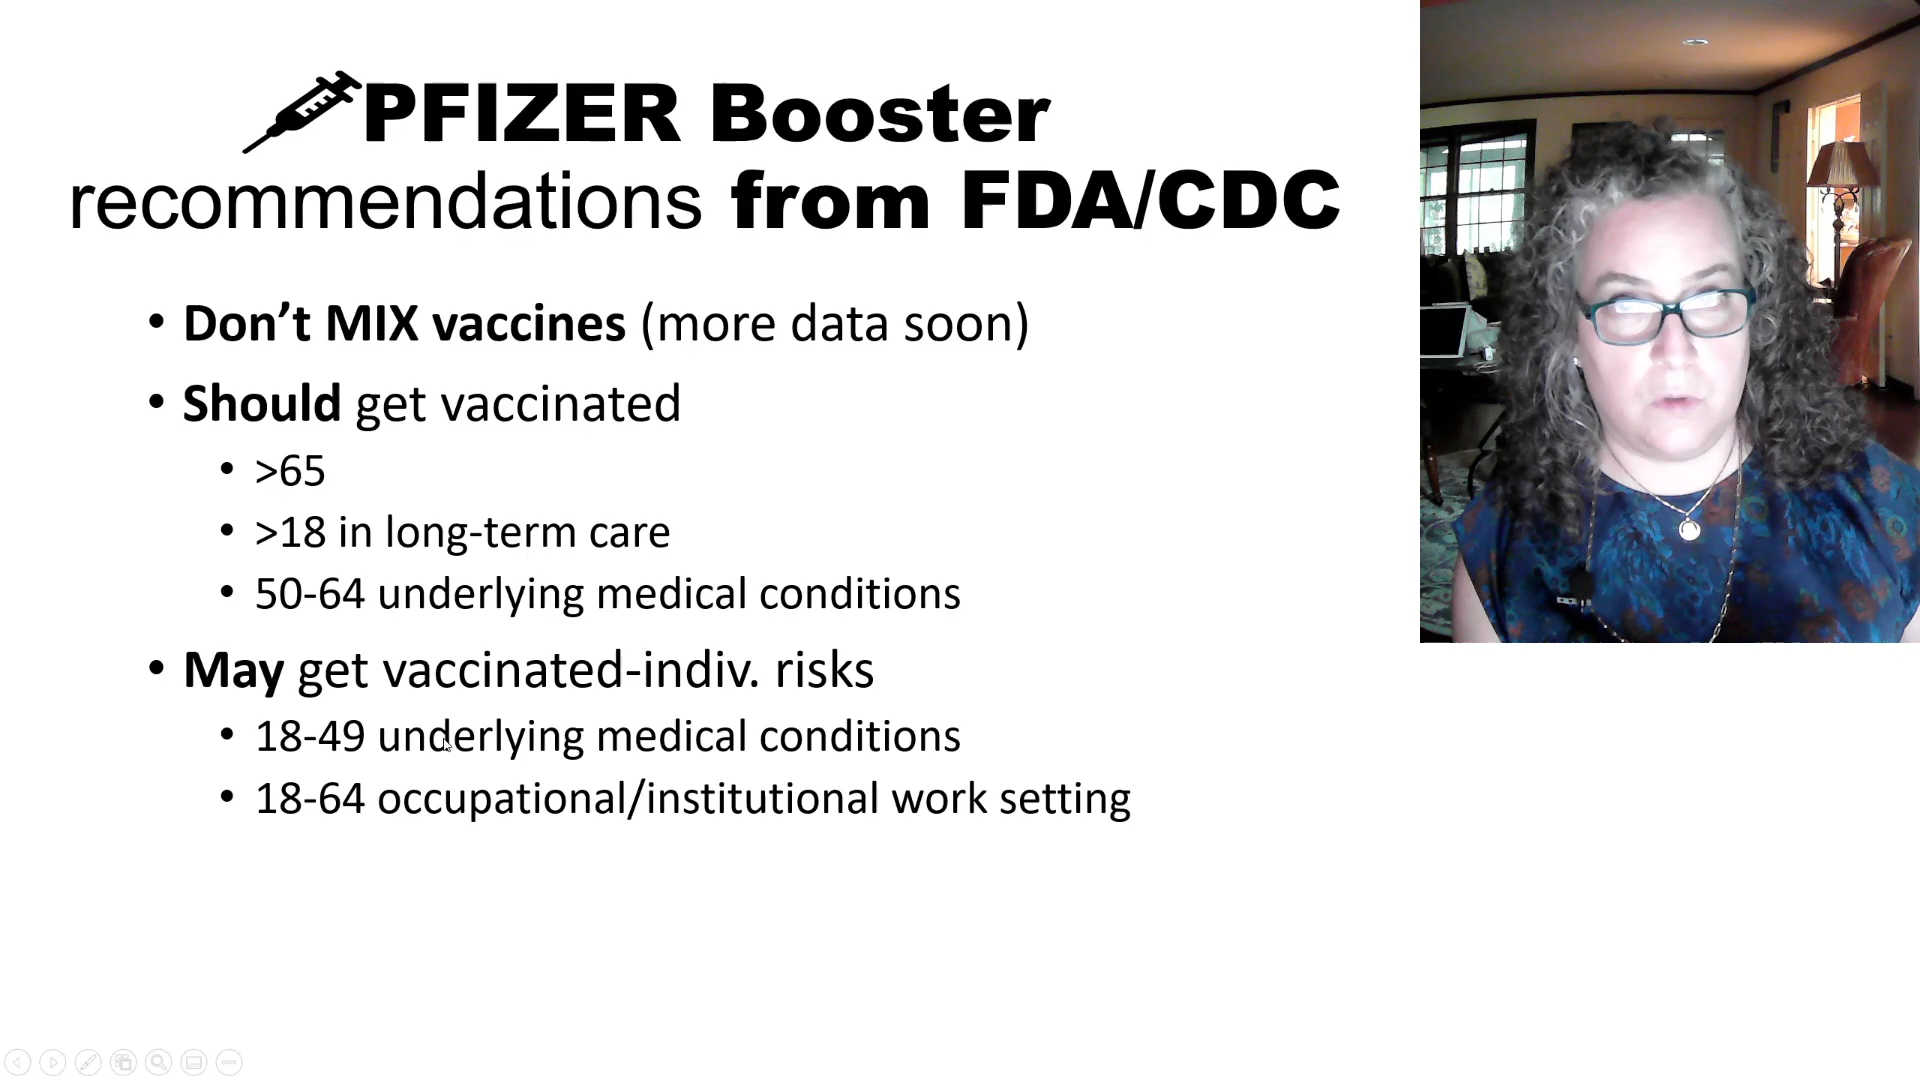 PFIZER Booster
recommendations from FDA/CDC
• Don’t MIX vaccines (more data soon)
• Should get vaccinated
• >65
• >18 in long-term care
• 50-64 underlying medical conditions
• May get vaccinated-indiv. risks
• 18-49 underlying medical conditions
• 18-64 occupational/institutional work setting